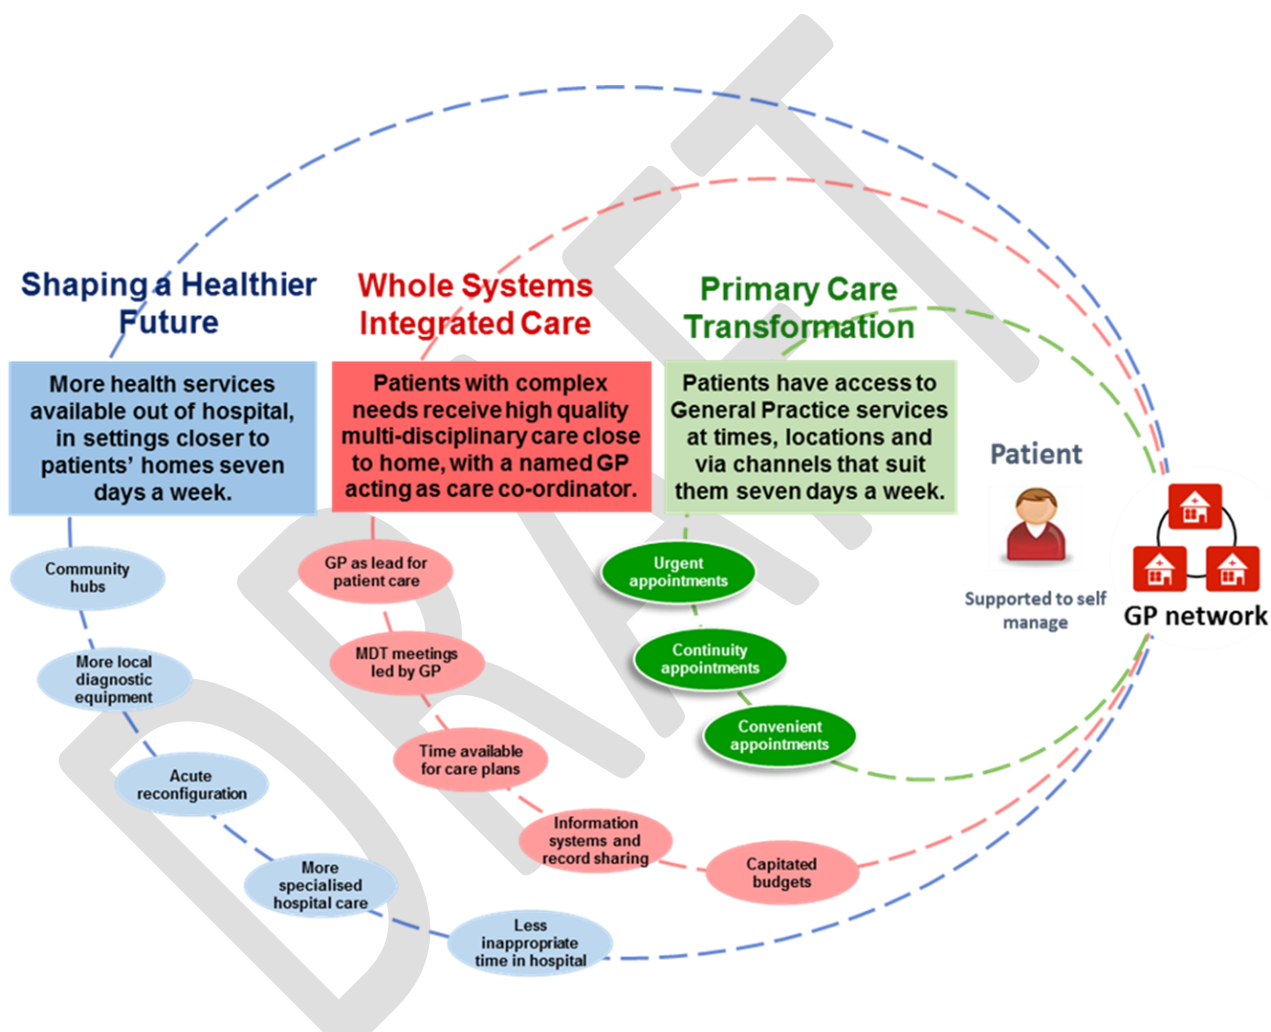 Shaping a Healthier
Future
More health services
available out of hospital,
in settings closer to
patients’ homes seven
days a week.
Community
hubs
More local
diagnostic
equipment
Acute
reconfiguration
More
specialised
hospital care
Less
inappropriate
time in hospital
Whole Systems
Integrated Care
Patients with complex
needs receive high quality
multi-disciplinary care close
to home, with a named GP
acting as care co-ordinator.
GP as lead for
patient care
MDT meetings
led by GP
Time available
for care plans
Information
systems and
record sharing
Capitated
budgets
Primary Care
Transformation
Patients have access to
General Practice services
at times, locations and
via channels that suit
them seven days a week.
Urgent
appointments
Continuity
appointments
Convenient
appointments
Patient
Supported to self
manage
GP network
DRAFT